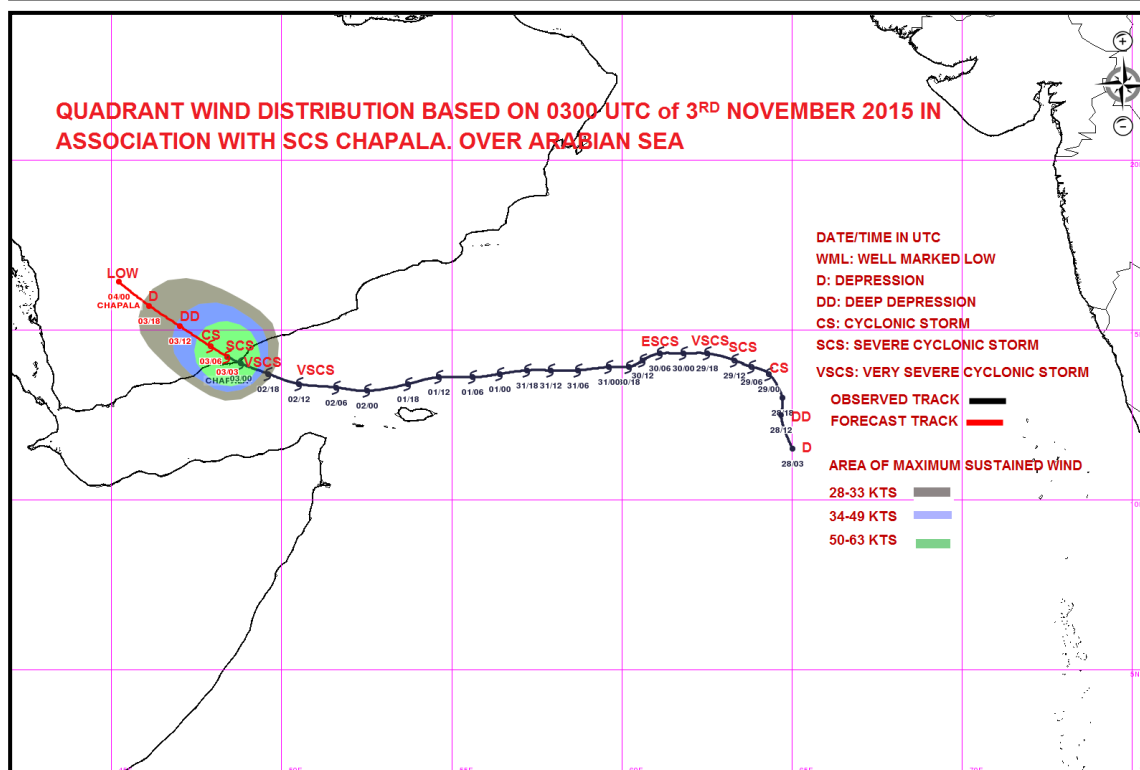 QUADRANT WIND DISTRIBUTION BASED ON 0300 UTC of 3RD NOVEMBER 2015 IN
ASSOCIATION WITH SCS CHAPALA. OVER ARABIAN SEA
DATE/TIME IN UTC
WML: WELL MARKED LOW
D: DEPRESSION
DD: DEEP DEPRESSION
CS: CYCLONIC STORM
SCS: SEVERE CYCLONIC STORM
VSCS: VERY SEVERE CYCLONIC STORM
OBSERVED TRACK
FORECAST TRACK
AREA OF MAXIMUM SUSTAINED WIND
28-33 KTS
34-49 KTS
50-63 KTS
LOW
04/00
CHAPALA
D
03/18
DD
03/12
CS
03/06
SCS
03/03
VSCS
03/00
02/18
VSCS
02/12
02/06
02/00
01/18
01/12
01/06
01/00
31/18
31/12
31/06
31/00
30/18
30/12
ESCS
30/06
30/00
VSCS
29/18
SCS
29/12
29/06
CS
29/00
28/18
DD
28/12
D
28/03